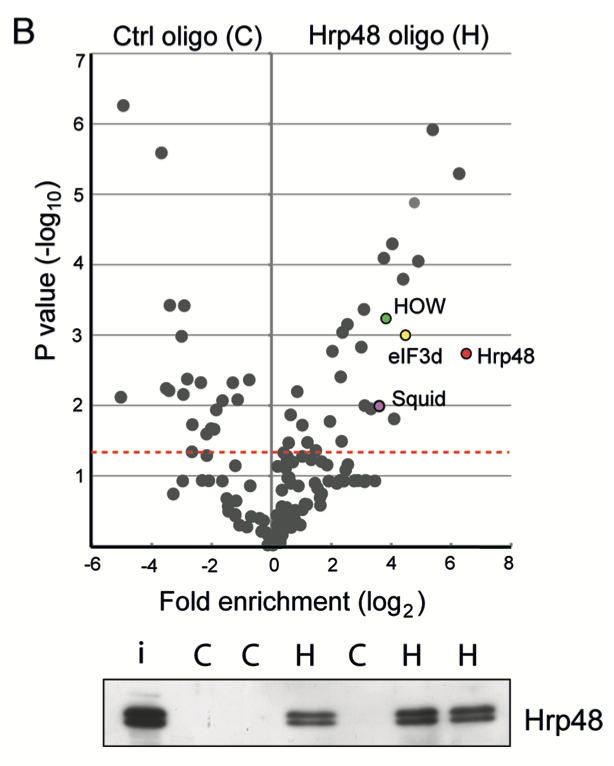 B
Ctrl oligo (C) Hrp48 oligo (H)
7
6
5
4
3
2
1
P value (-log10)
HOW
eIF3d
Hrp48
Squid
-6 -4 -2 0 2 4 6 8
Fold enrichment (log2)
i C C H C H H
Hrp48